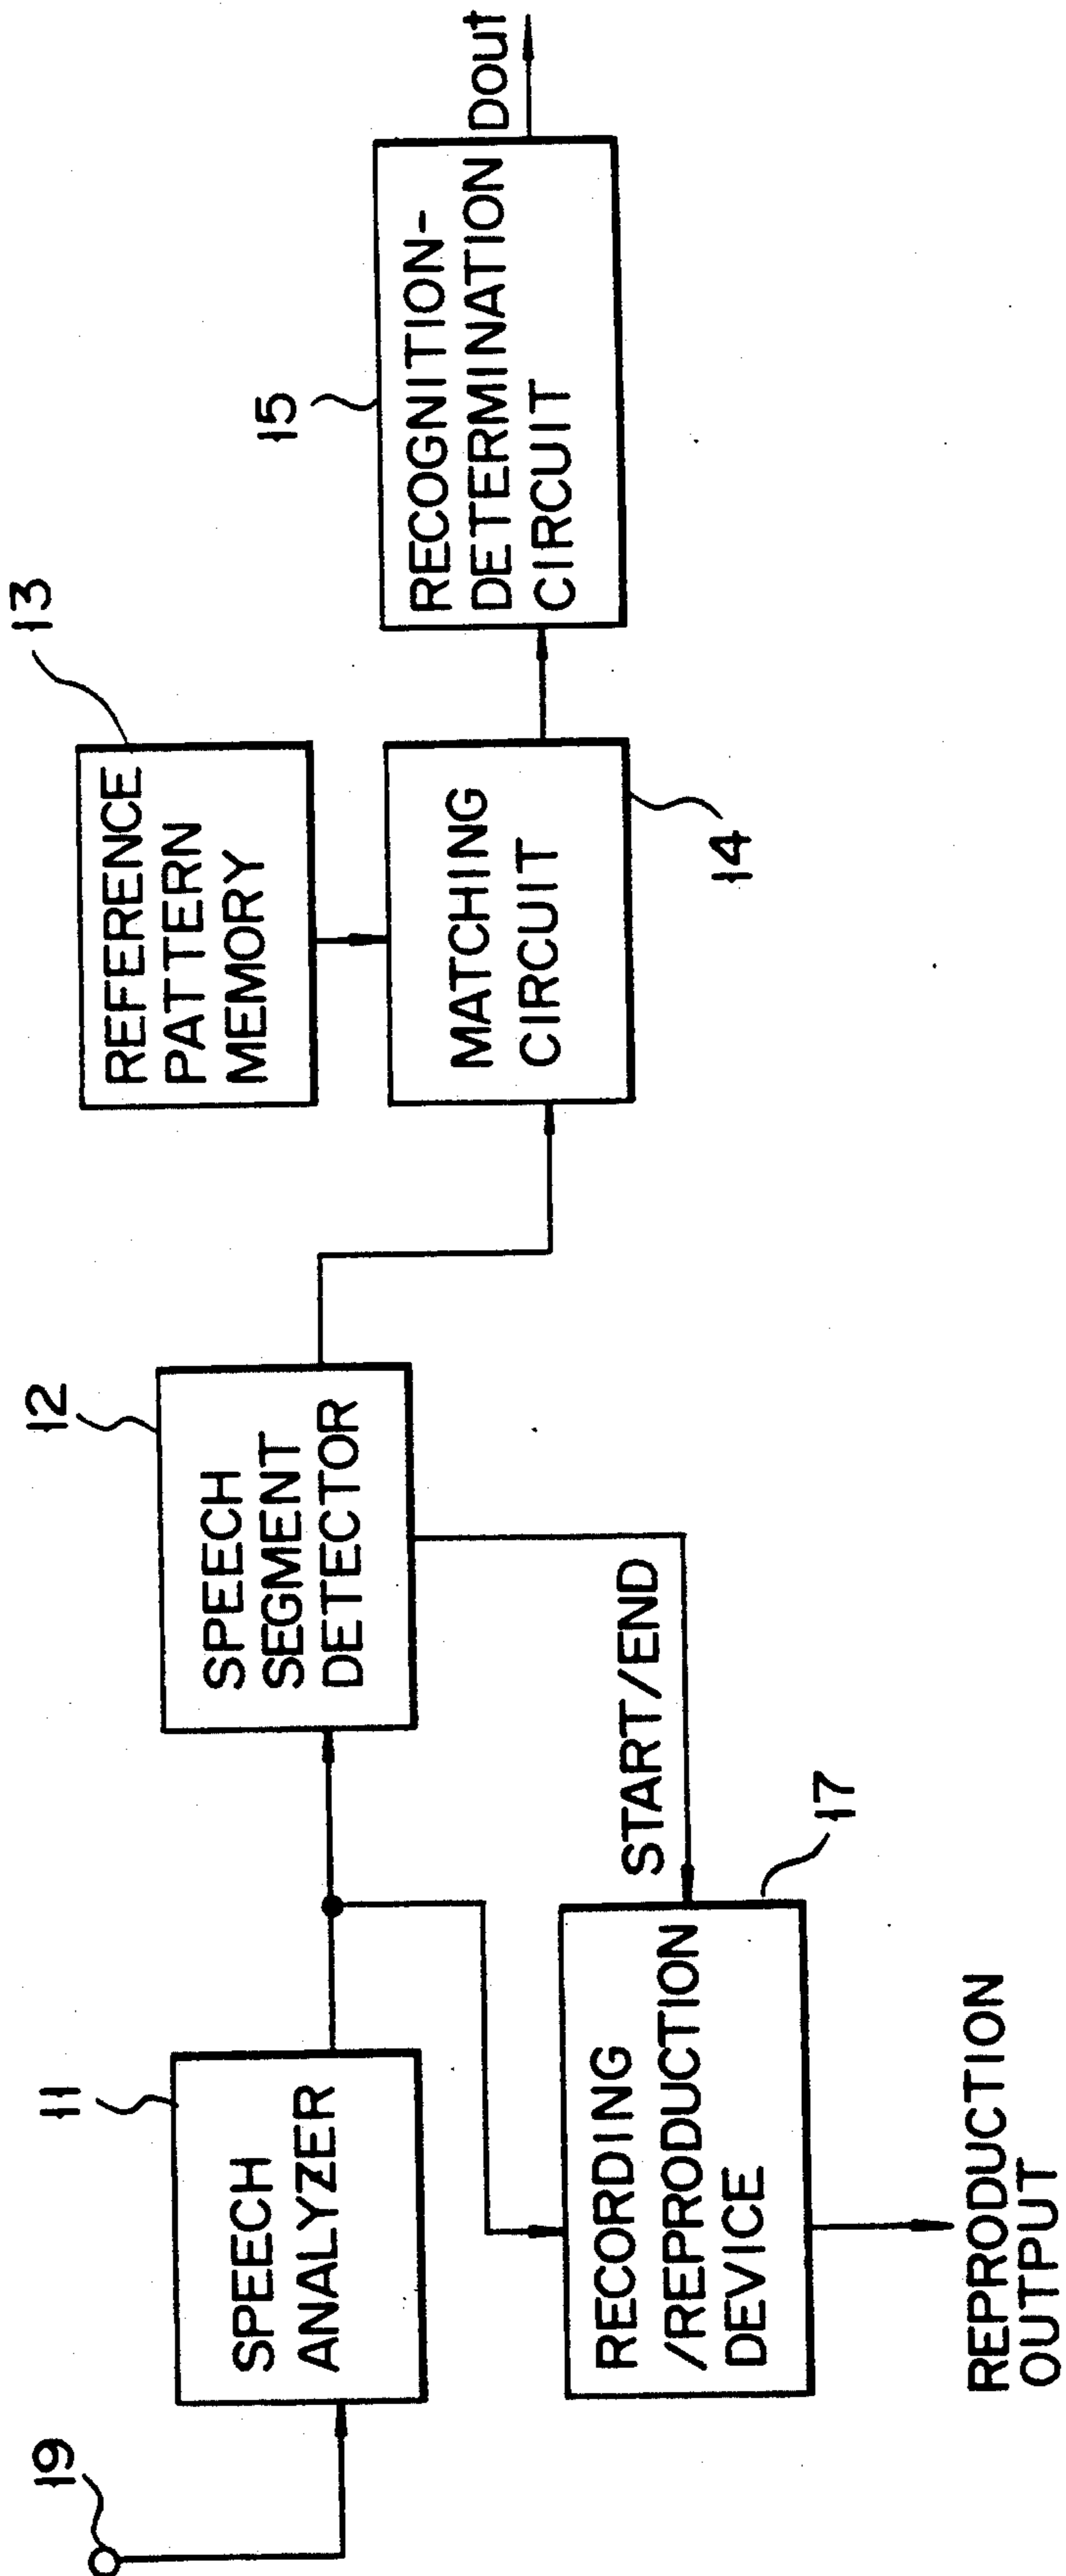 19
11
SPEECH
ANALYZER
12
SPEECH
SEGMENT
DETECTOR
13
REFERENCE
PATTERN
MEMORY
MATCHING
CIRCUIT
14
15
RECOGNITION-
DETERMINATION
CIRCUIT
Dout
START/END
17
RECORDING
/REPRODUCTION
DEVICE
REPRODUCTION
OUTPUT